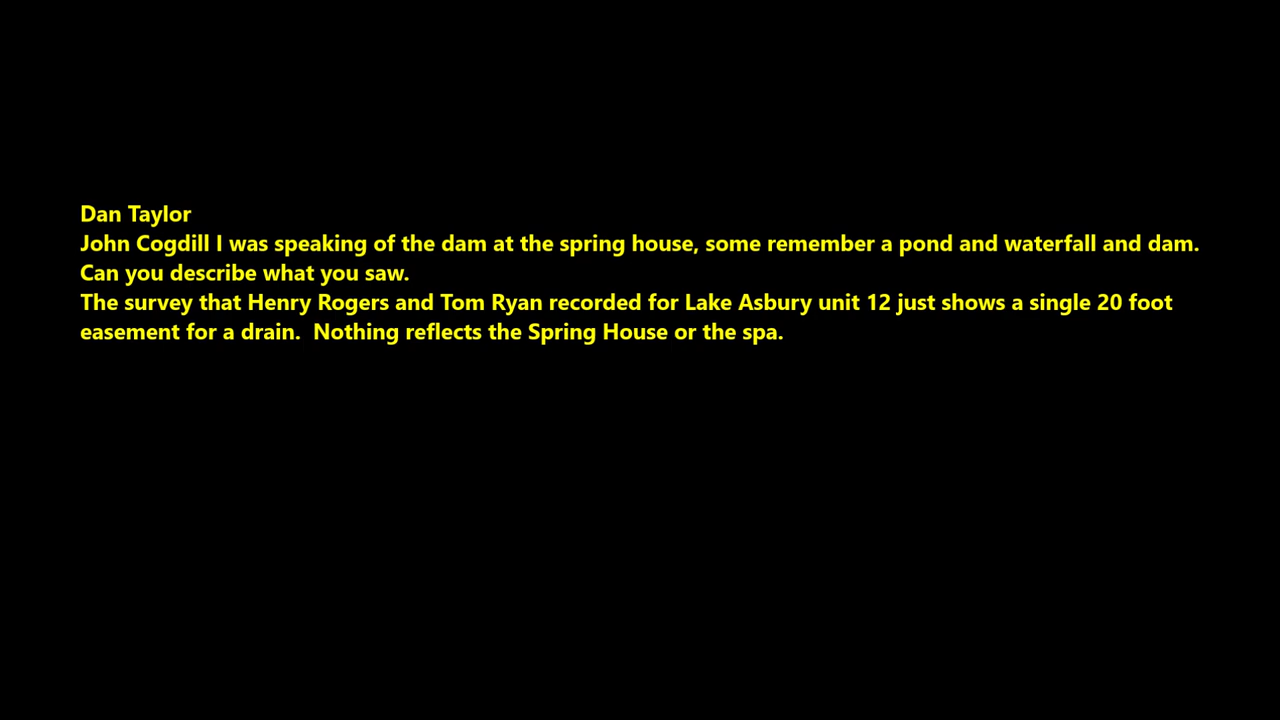 Dan Taylor
John Cogdill I was speaking of the dam at the spring house, some remember a pond and waterfall and dam.
Can you describe what you saw.
The survey that Henry Rogers and Tom Ryan recorded for Lake Asbury unit 12 just shows a single 20 foot
easement for a drain.  Nothing reflects the Spring House or the spa.